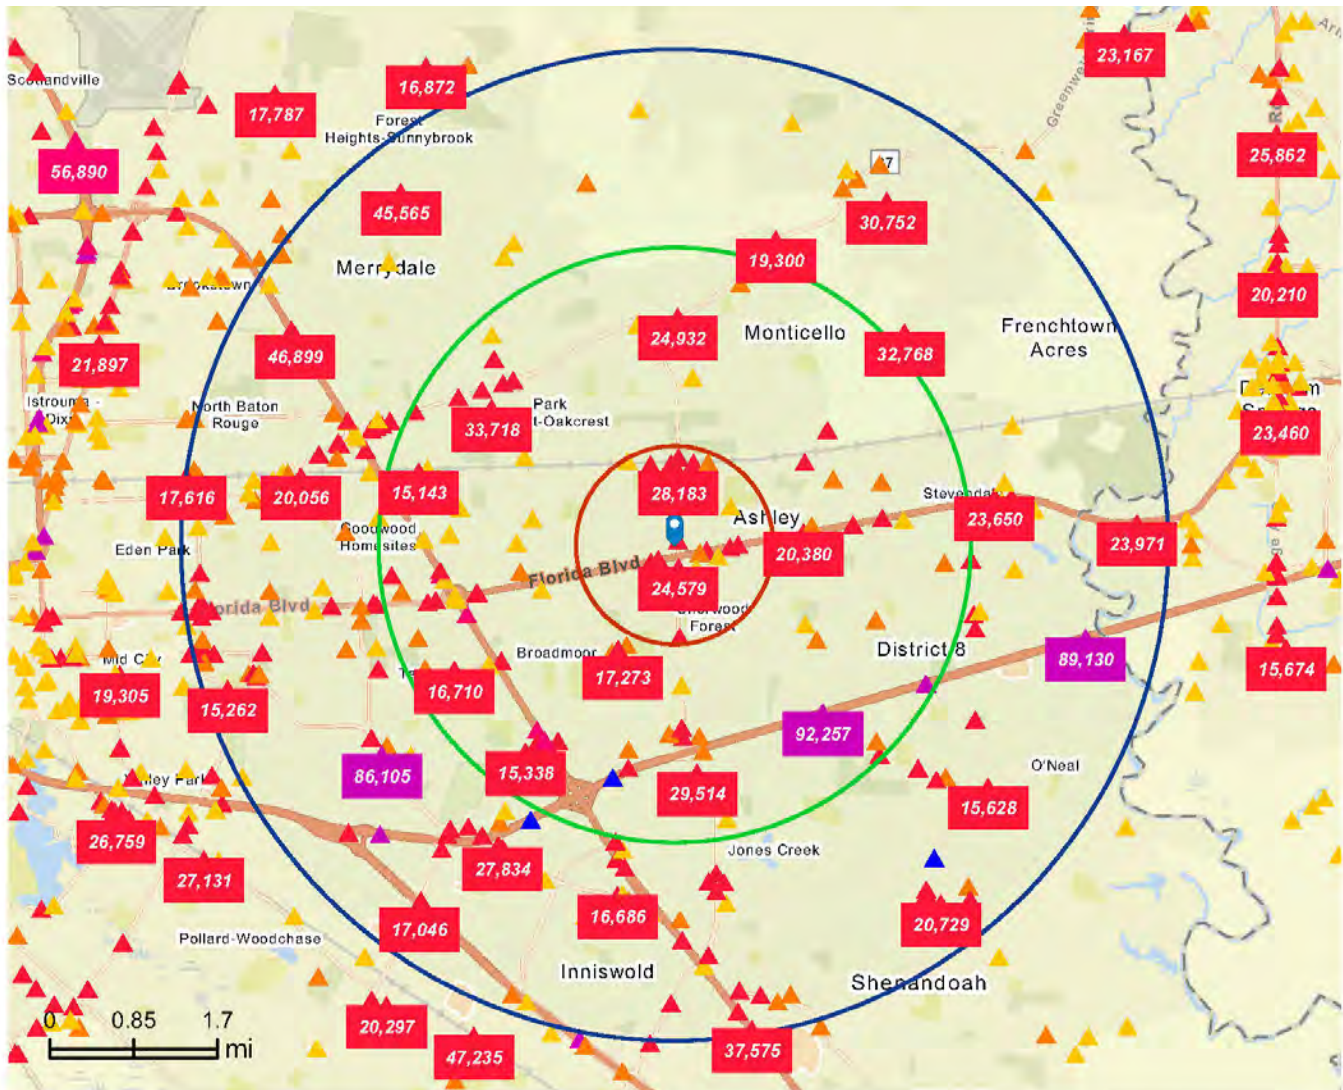 Scotlandville
16,872
17,787
Forest
Heights-Sunnybrook
23,167
Greenwel
56,890
45,565
30,752
25,862
Merrydale
19,300
20,210
21,897
46,899
24,932
Monticello
32,768
Frenchtown
Acres
Istrouma -
North Baton
Rouge
33,718
Park
t-Oakcrest
23,460
17,616
20,056
15,143
28,183
Ashley
23,650
23,971
Eden Park
Goodwood
Homesites
Florida Blvd
20,380
24,579
Forest
Mid City
Broadmoor
17,273
District 8
89,130
15,674
19,305
15,262
16,710
92,257
86,105
15,338
29,514
O'Neal
15,628
26,759
27,131
27,834
Jones Creek
17,046
16,686
20,729
Pollard-Woodchase
Inniswold
Shenandoah
0 0.85 1.7
mi
20,297
47,235
37,575